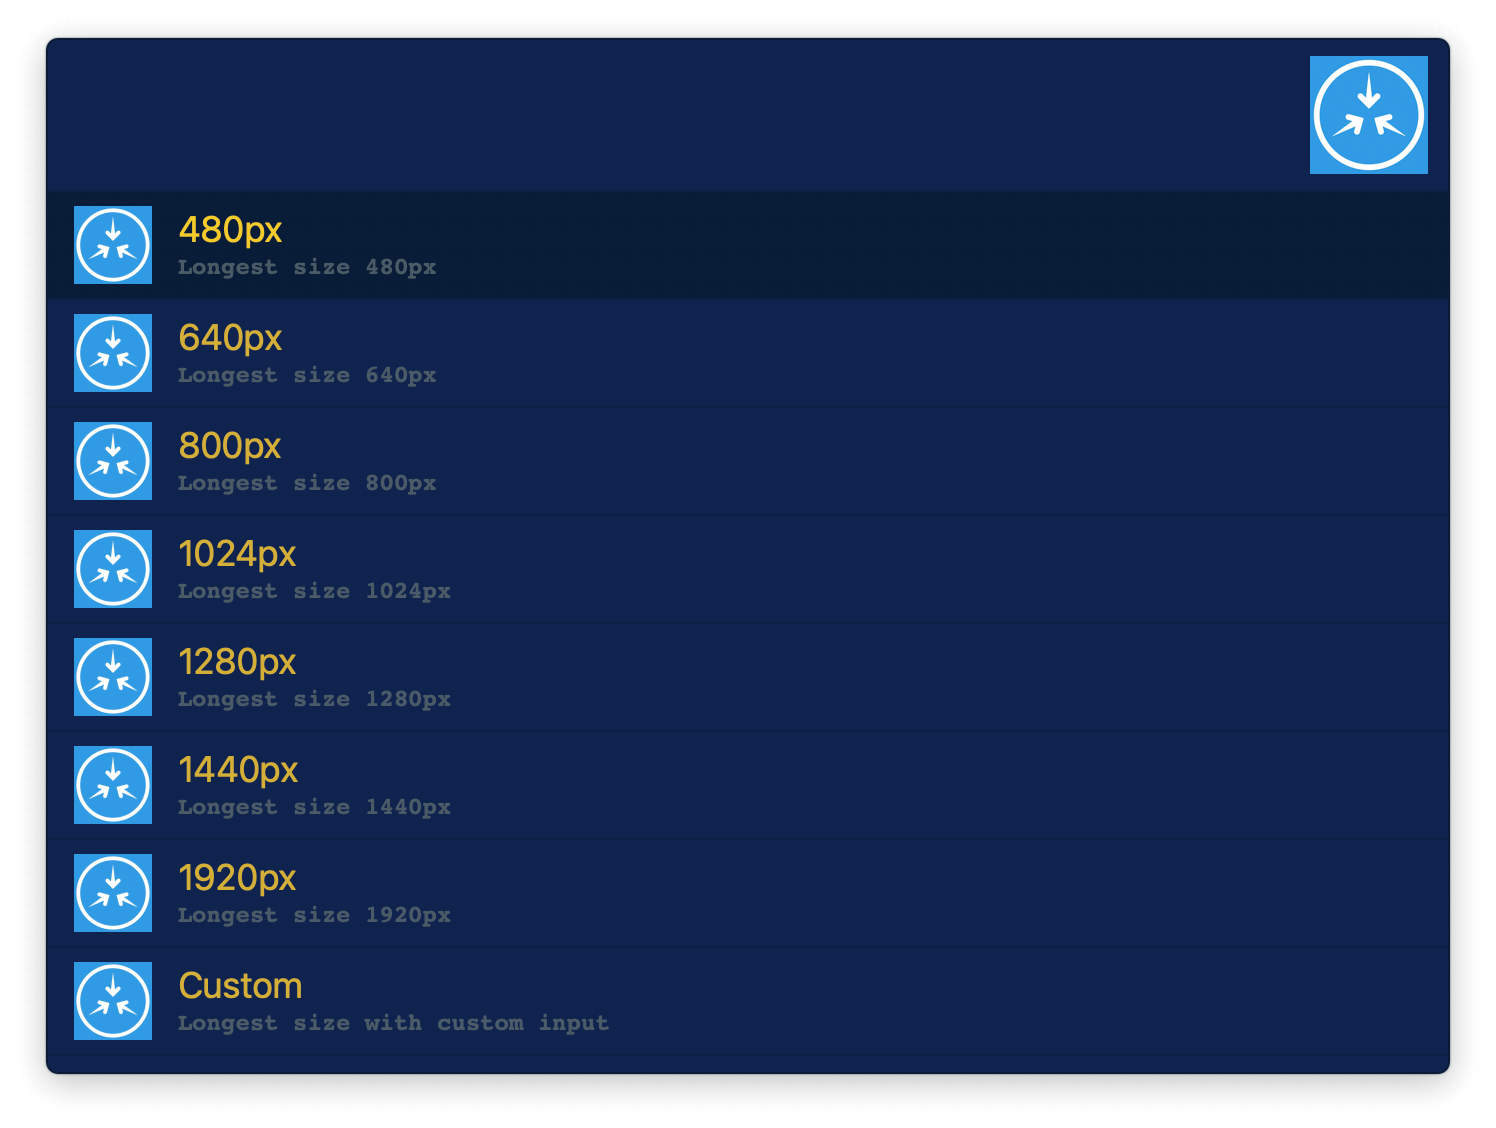 480px
Longest size 480px
640px
Longest size 640px
800px
Longest size 800px
1024px
Longest size 1024px
1280px
Longest size 1280px
1440px
Longest size 1440px
1920px
Longest size 1920px
Custom
Longest size with custom input